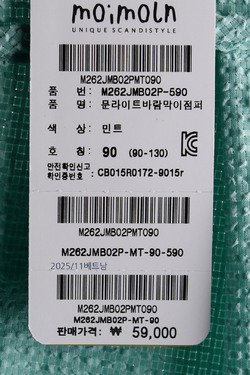 moimoln
UNIQUE SCANDISTYLE
M262JMB02PMT090
품 번: M262JMB02P-590
품 명: 문라이트바람막이점퍼
색 상: 민트
호 칭: 90 (90-130)
안전확인신고
확인증번호 : CB015R0172-9015r
M262JMB02PMT090
M262JMB02P-MT-90-590
2025/11베트남
M262JMB02PMT090
M262JMB02P-MT-90
판매가격: ₩ 59,000